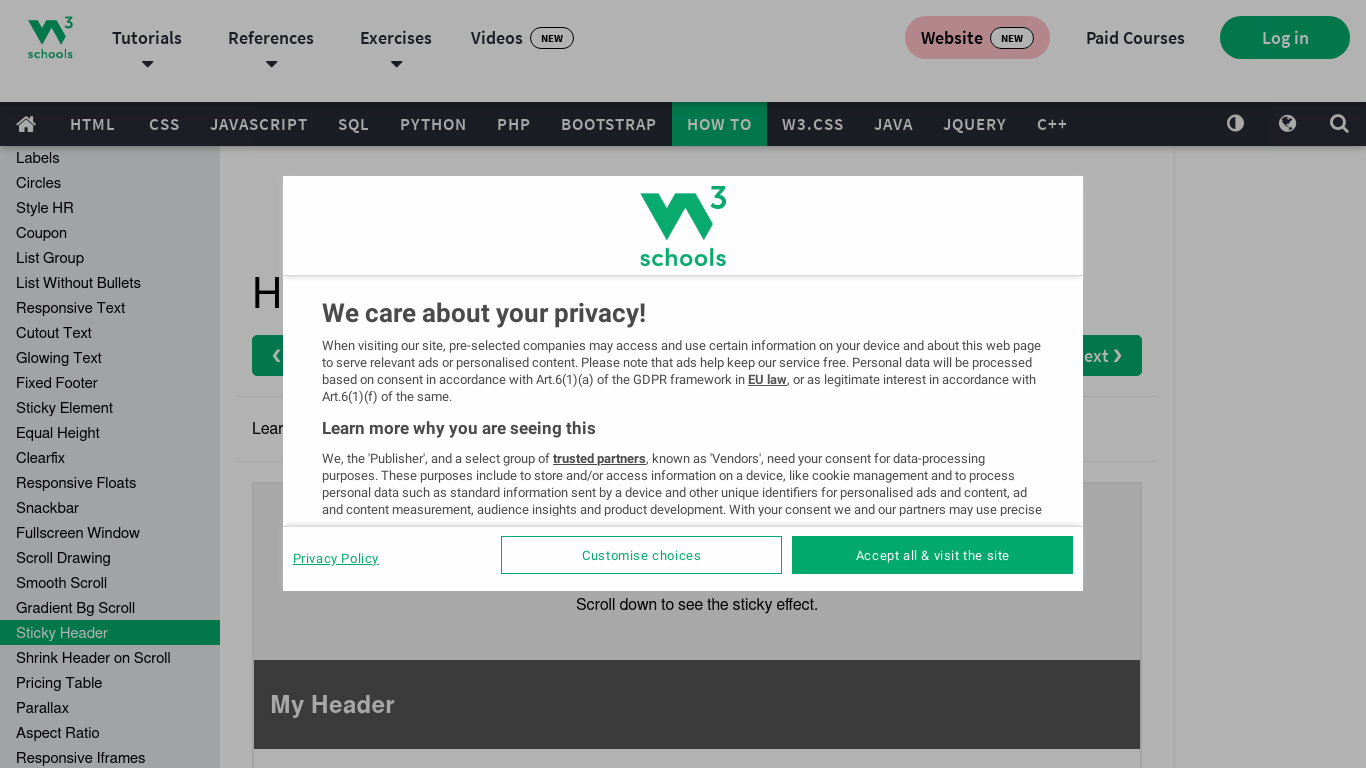 3
schools
Tutorials
References
Exercises
Videos NEW
Website NEW
Paid Courses
Log in
HTML CSS JAVASCRIPT SQL PYTHON PHP BOOTSTRAP HOW TO W3.CSS JAVA JQUERY C++
Labels
Circles
Style HR
Coupon
List Group
List Without Bullets
Responsive Text
Cutout Text
Glowing Text
Fixed Footer
Sticky Element
Equal Height
Clearfix
Responsive Floats
Snackbar
Fullscreen Window
Scroll Drawing
Smooth Scroll
Gradient Bg Scroll
Sticky Header
Shrink Header on Scroll
Pricing Table
Parallax
Aspect Ratio
Responsive Iframes
H
❮
ext ❯
Lear
3
schools
We care about your privacy!
When visiting our site, pre-selected companies may access and use certain information on your device and about this web page
to serve relevant ads or personalised content. Please note that ads help keep our service free. Personal data will be processed
based on consent in accordance with Art.6(1)(a) of the GDPR framework in EU law, or as legitimate interest in accordance with
Art.6(1)(f) of the same.
Learn more why you are seeing this
We, the 'Publisher', and a select group of trusted partners, known as 'Vendors', need your consent for data-processing
purposes. These purposes include to store and/or access information on a device, like cookie management and to process
personal data such as standard information sent by a device and other unique identifiers for personalised ads and content, ad
and content measurement, audience insights and product development. With your consent we and our partners may use precise
Privacy Policy
Customise choices
Accept all & visit the site
Scroll down to see the sticky effect.
My Header